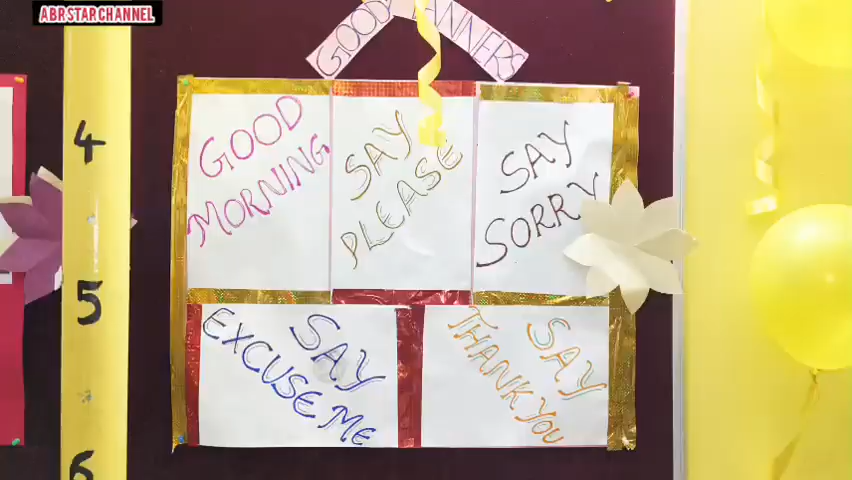 ABR STAR CHANNEL
GOOD MANNERS
GOOD
MORNING
SAY
PLEASE
SAY
SORRY
SAY
EXCUSE ME
SAY
THANK YOU
4
5
6